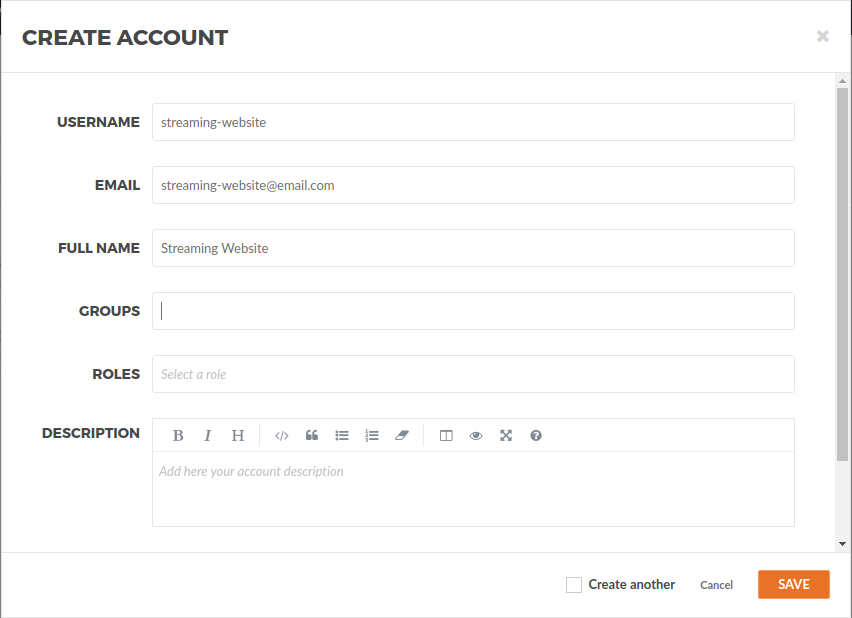 CREATE ACCOUNT
USERNAME streaming-website
EMAIL streaming-website@email.com
FULL NAME Streaming Website
GROUPS
ROLES Select a role
DESCRIPTION B I H
Add here your account description
Create another Cancel SAVE